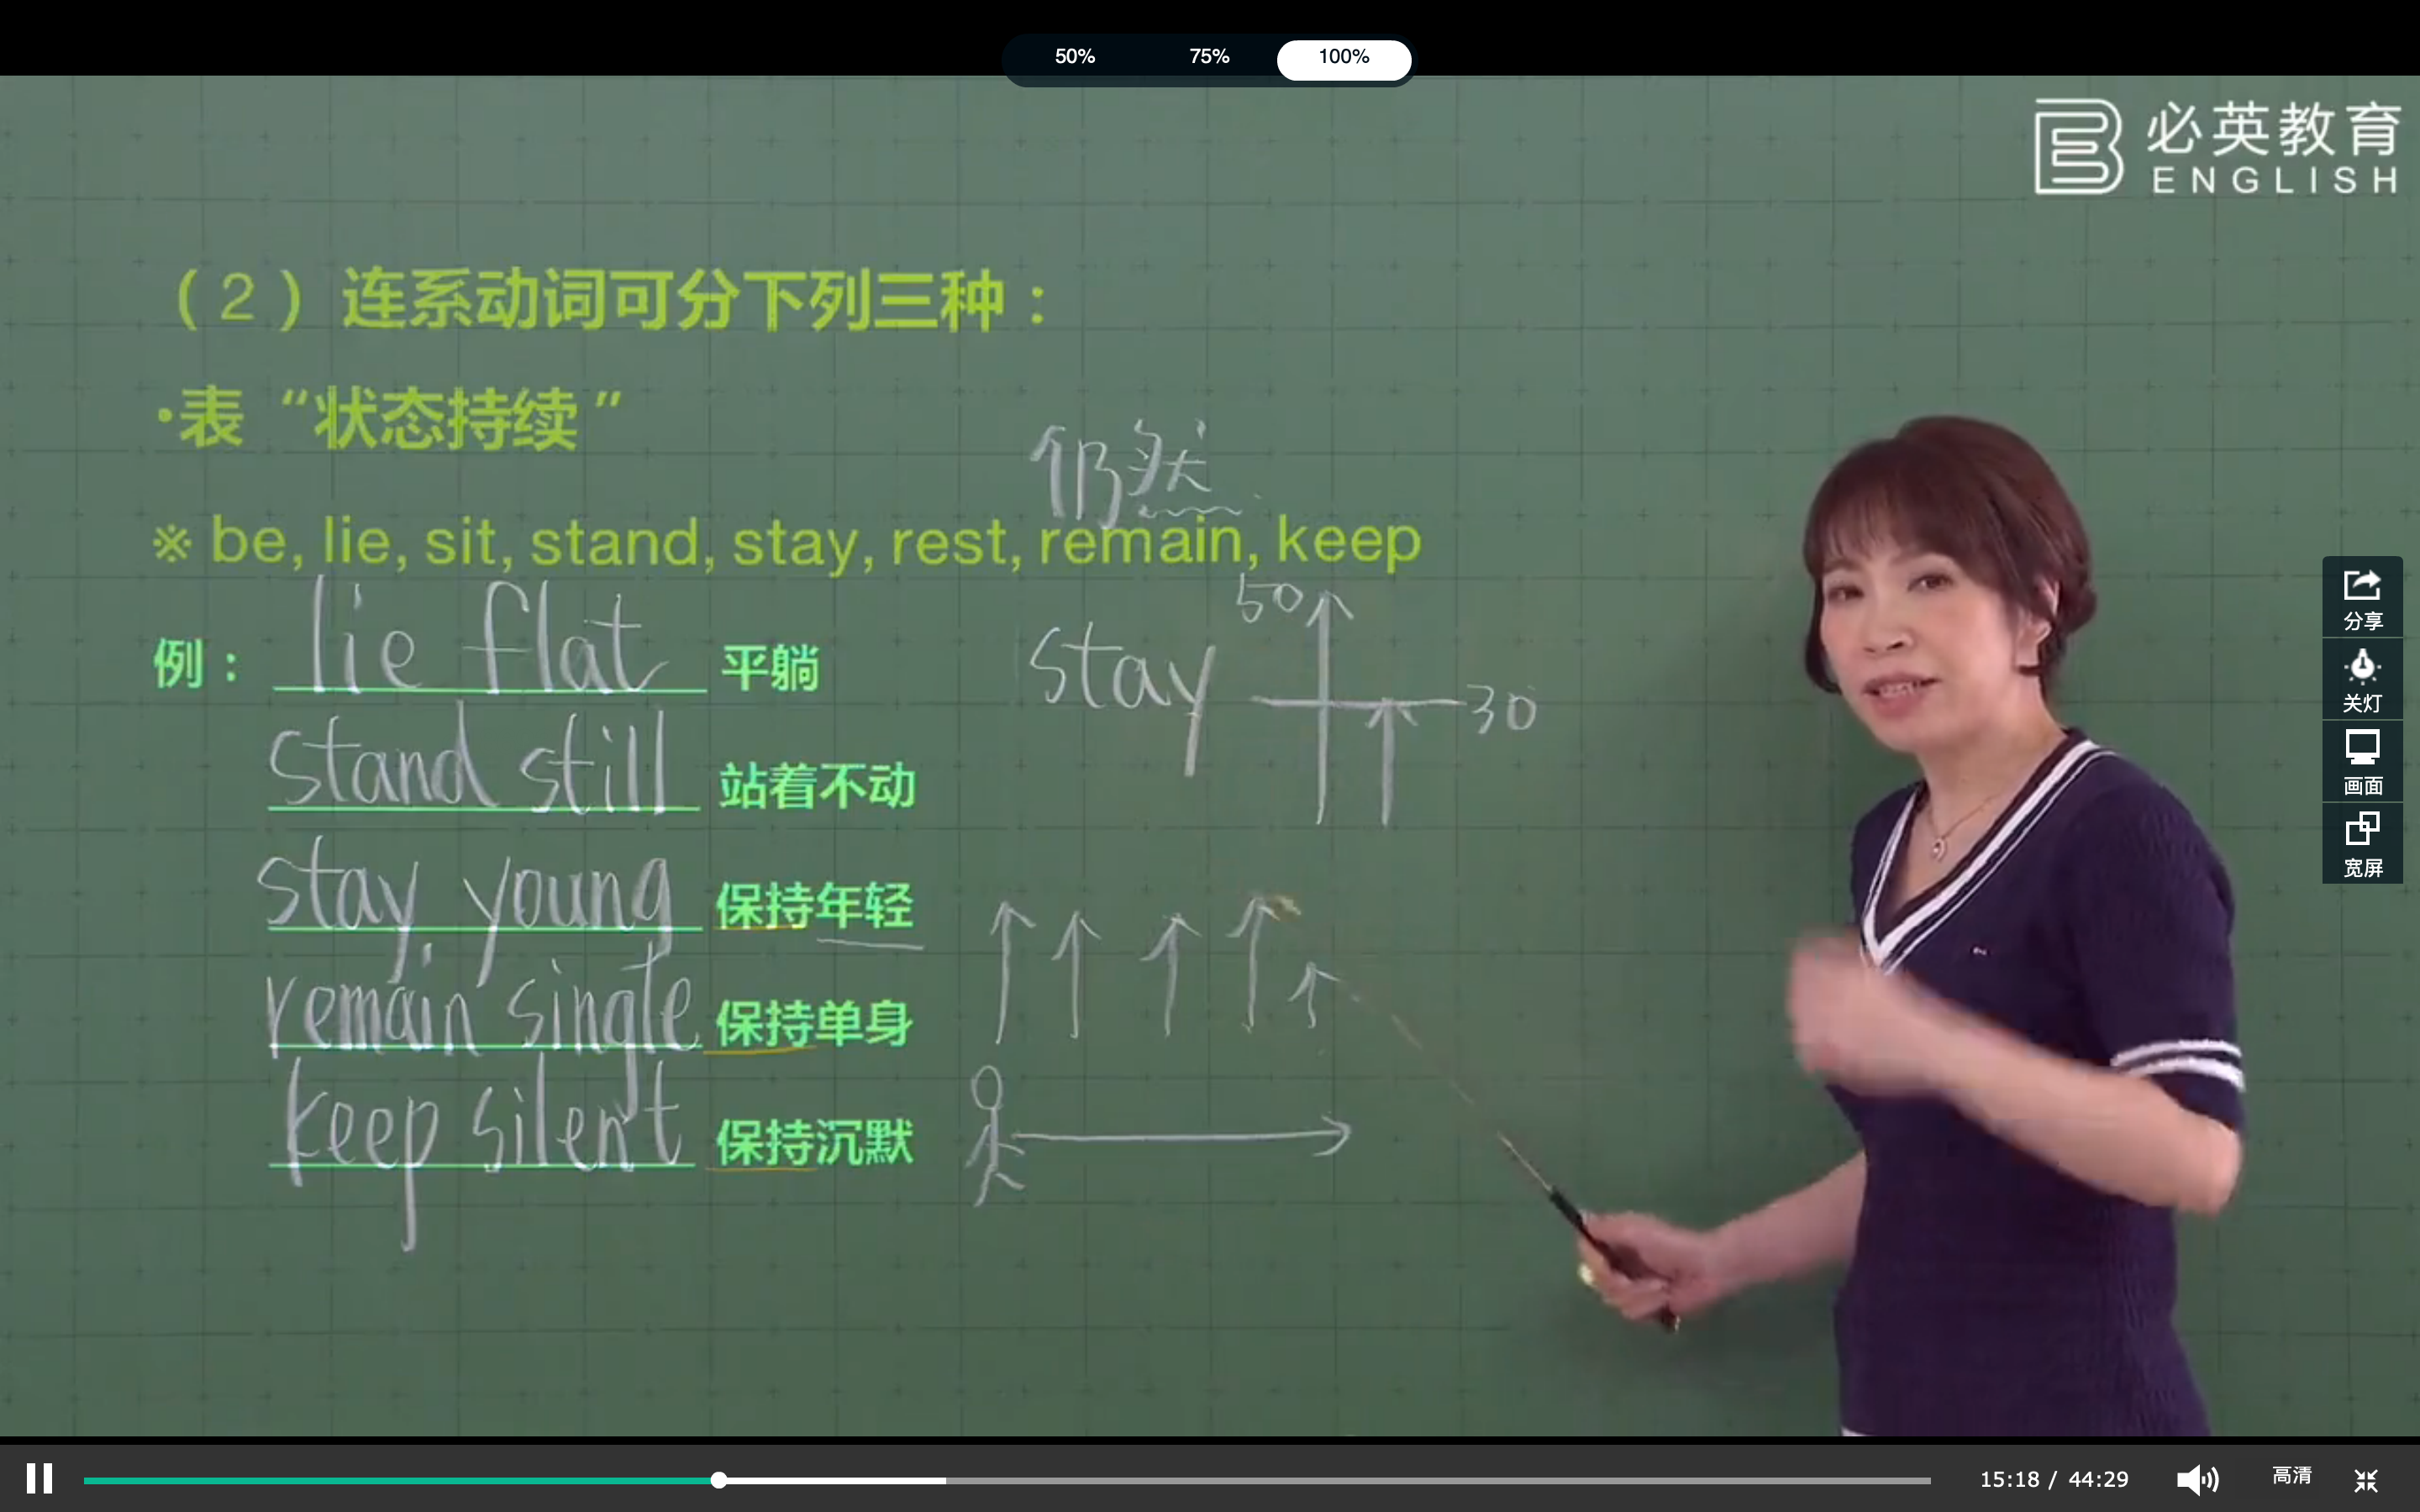 50% 75% 100%
必英教育
ENGLISH
（2）连系动词可分下列三种：
·表“状态持续”
仍然
※ be, lie, sit, stand, stay, rest, remain, keep
例： lie flat 平躺
stand still 站着不动
stay young 保持年轻
remain single 保持单身
keep silent 保持沉默
stay
50
30
分享
关灯
画面
宽屏
15:18 / 44:29
高清